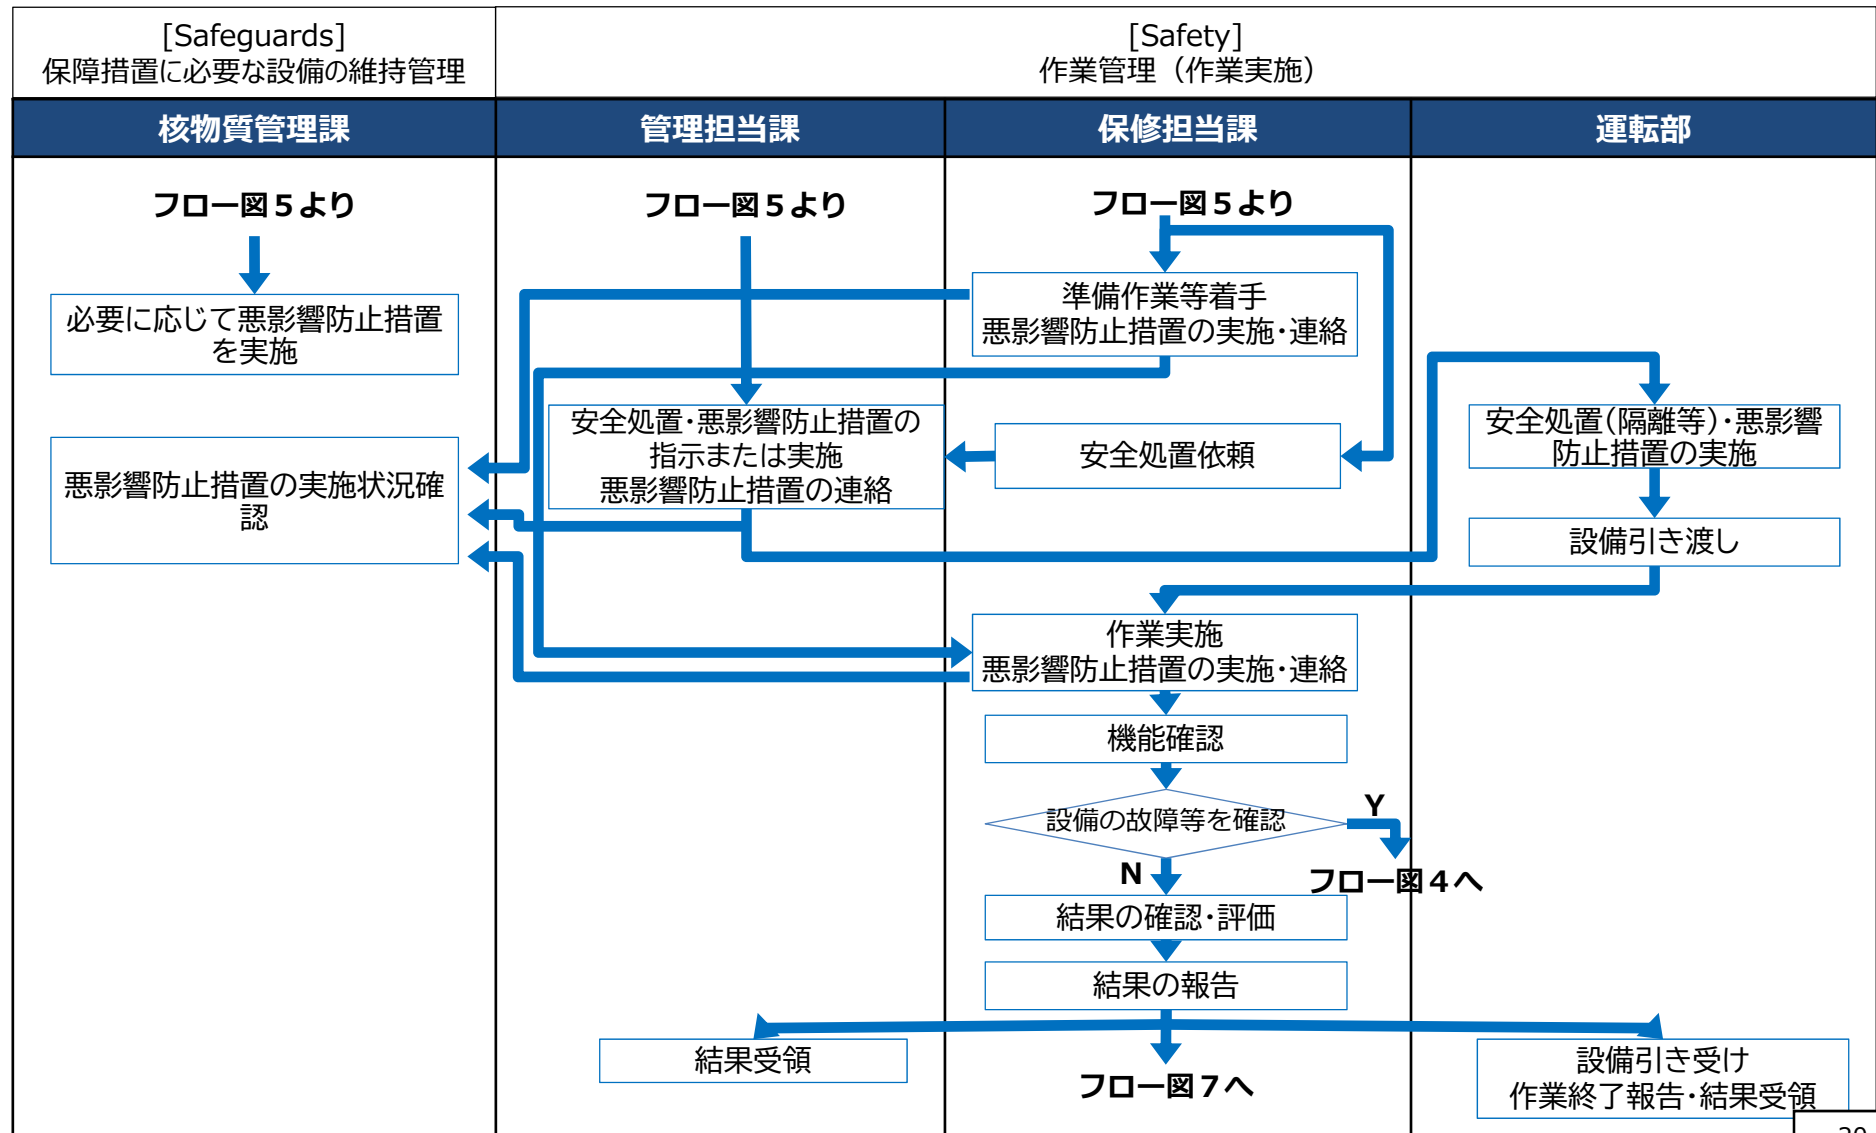 [Safeguards]
保障措置に必要な設備の維持管理
[Safety]
作業管理（作業実施）
核物質管理課
管理担当課
保修担当課
運転部
フロー図５より
フロー図５より
フロー図５より
必要に応じて悪影響防止措置
を実施
準備作業等着手
悪影響防止措置の実施･連絡
安全処置･悪影響防止措置の
指示または実施
悪影響防止措置の連絡
安全処置依頼
安全処置(隔離等)･悪影響
防止措置の実施
悪影響防止措置の実施状況確
認
設備引き渡し
作業実施
悪影響防止措置の実施･連絡
機能確認
設備の故障等を確認
Y
フロー図４へ
N
結果の確認･評価
結果の報告
結果受領
フロー図７へ
設備引き受け
作業終了報告･結果受領